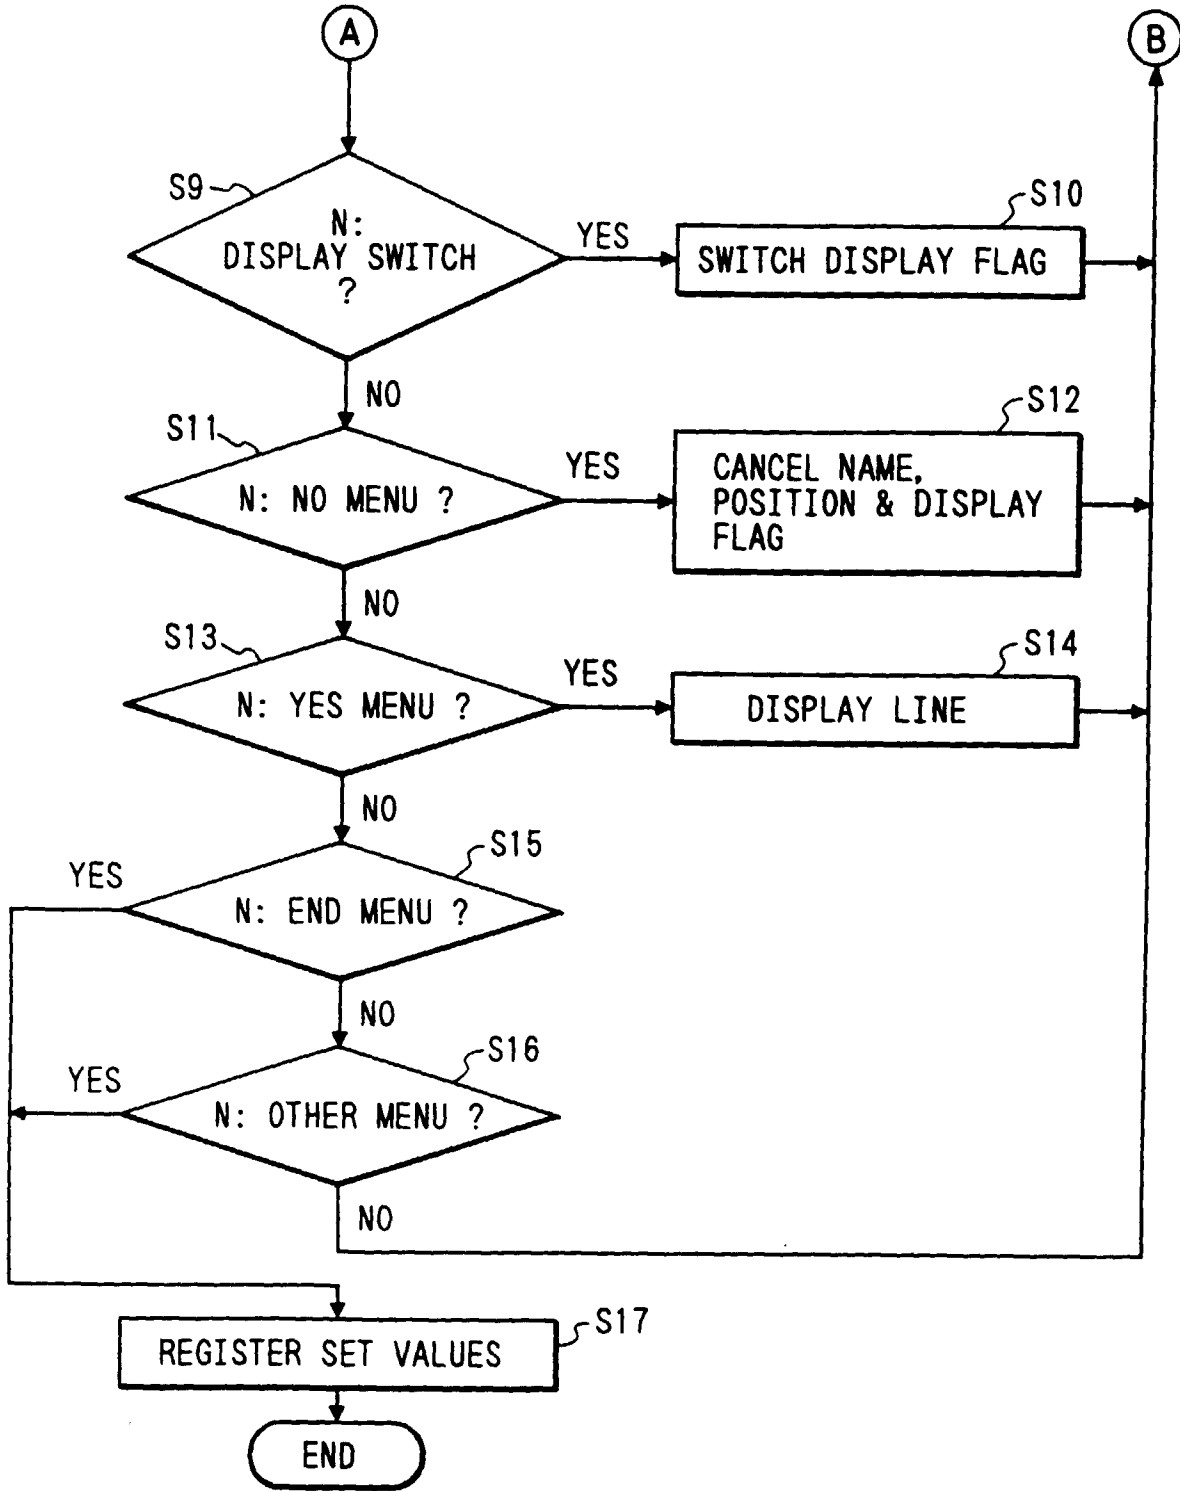 A
B
S9
N:
DISPLAY SWITCH
?
YES
S10
SWITCH DISPLAY FLAG
NO
S11
N: NO MENU ?
YES
S12
CANCEL NAME,
POSITION & DISPLAY
FLAG
NO
S13
N: YES MENU ?
YES
S14
DISPLAY LINE
NO
S15
YES
N: END MENU ?
NO
S16
YES
N: OTHER MENU ?
NO
S17
REGISTER SET VALUES
END